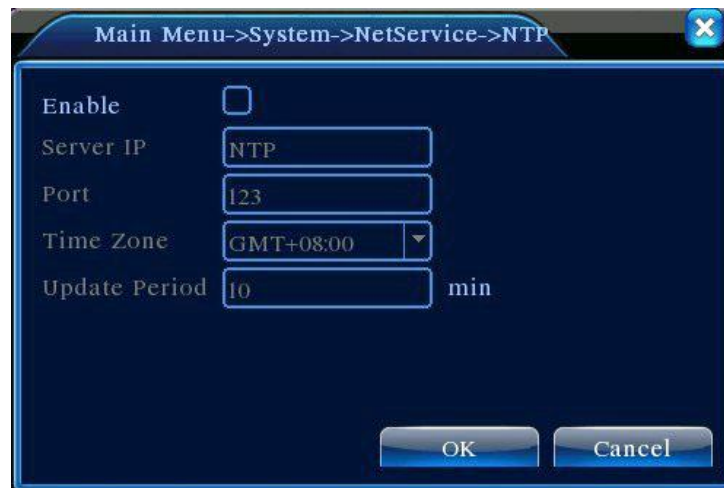 Main Menu->System->NetService->NTP
Enable
Server IP NTP
Port 123
Time Zone GMT+08:00
Update Period 10 min
OK Cancel